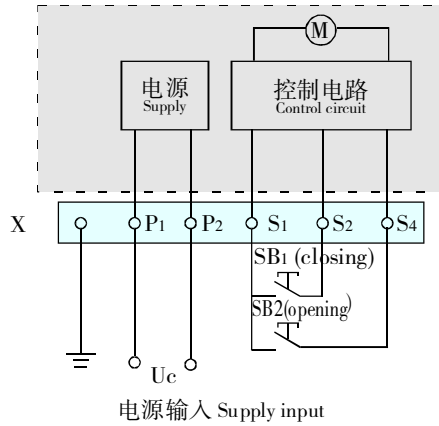 M
电源
Supply
控制电路
Control circuit
X P1 P2 S1 S2 S4
SB1 (closing)
SB2(opening)
Uc
电源输入 Supply input